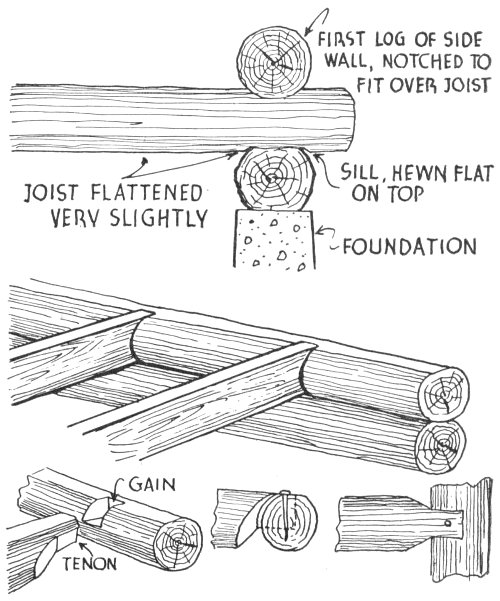 FIRST LOG OF SIDE
WALL, NOTCHED TO
FIT OVER JOIST
JOIST FLATTENED
VERY SLIGHTLY
SILL, HEWN FLAT
ON TOP
FOUNDATION
GAIN
TENON